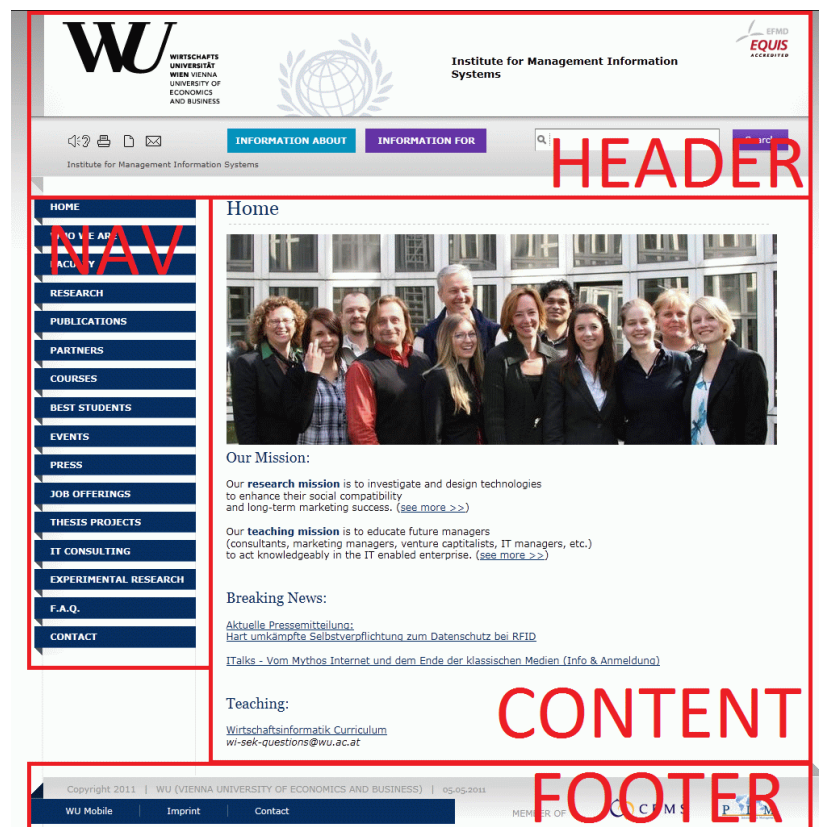 WU
WIRTSCHAFTS
UNIVERSITÄT
WIEN VIENNA
UNIVERSITY OF
ECONOMICS
AND BUSINESS
Institute for Management Information
Systems
EFMD
EQUIS
ACCREDITED
INFORMATION ABOUT
INFORMATION FOR
Search
Institute for Management Information Systems
HEADER
NAV
HOME
WHO WE ARE
FACULTY
RESEARCH
PUBLICATIONS
PARTNERS
COURSES
BEST STUDENTS
EVENTS
PRESS
JOB OFFERINGS
THESIS PROJECTS
IT CONSULTING
EXPERIMENTAL RESEARCH
F.A.Q.
CONTACT
Home
Our Mission:
Our research mission is to investigate and design technologies
to enhance their social compatibility
and long-term marketing success. (see more >>)
Our teaching mission is to educate future managers
(consultants, marketing managers, venture captitalists, IT managers, etc.)
to act knowledgeably in the IT enabled enterprise. (see more >>)
Breaking News:
Aktuelle Pressemitteilung:
Hart umkämpfte Selbstverpflichtung zum Datenschutz bei RFID
ITalks - Vom Mythos Internet und dem Ende der klassischen Medien (Info & Anmeldung)
Teaching:
Wirtschaftsinformatik Curriculum
wi-sek-questions@wu.ac.at
CONTENT
FOOTER
Copyright 2011 | WU (VIENNA UNIVERSITY OF ECONOMICS AND BUSINESS) | 05.05.2011
WU Mobile
Imprint
Contact
MEMBER OF
CEMS
PIM